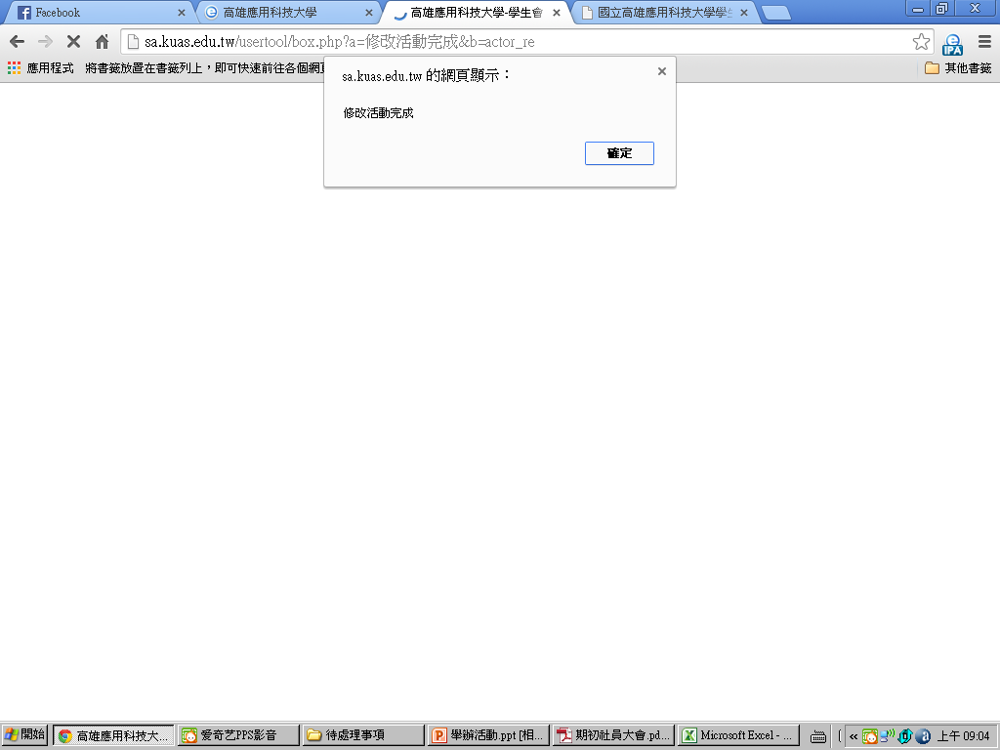 Facebook
高雄應用科技大學
高雄應用科技大學-學生會
國立高雄應用科技大學學
sa.kuas.edu.tw/usertool/box.php?a=修改活動完成&b=actor_re
IPA
應用程式
將書籤放置在書籤列上，即可快速前往各個網
其他書籤
sa.kuas.edu.tw 的網頁顯示：
修改活動完成
確定
開始
高雄應用科技大...
爱奇艺PPS影音
待處理事項
舉辦活動.ppt [相...
期初社員大會.pd...
Microsoft Excel - ...
上午 09:04